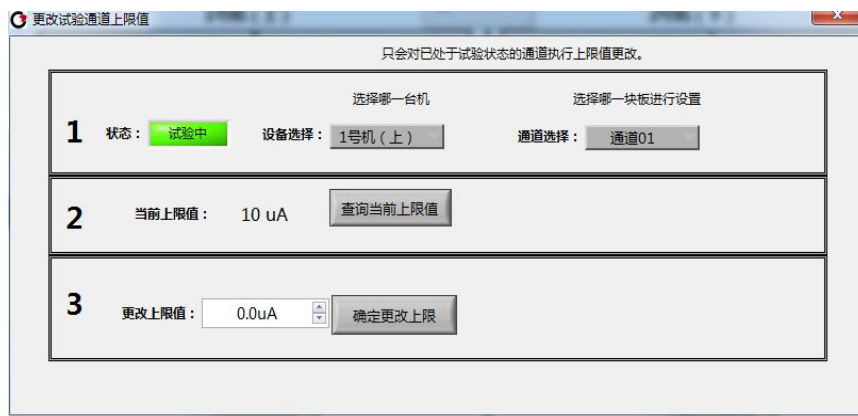 更改试验通道上限值
只会对已处于试验状态的通道执行上限值更改。
选择哪一台机 选择哪一块板进行设置
1 状态： 试验中 设备选择： 1号机（上） 通道选择： 通道01
2 当前上限值： 10 uA 查询当前上限值
3 更改上限值： 0.0uA 确定更改上限